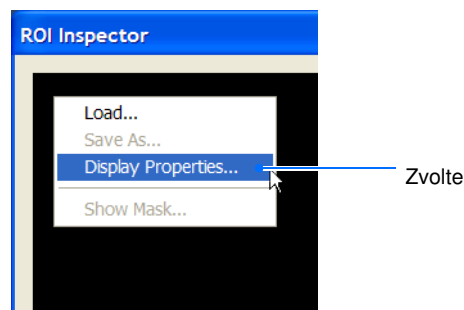 ROI Inspector
Load...
Save As...
Display Properties...
Zvolte
Show Mask...